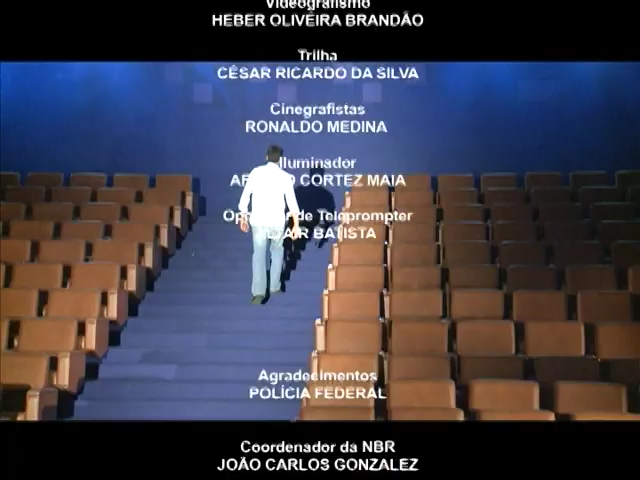 Videografismo
HEBER OLIVEIRA BRANDÃO
Trilha
CÉSAR RICARDO DA SILVA
Cinegrafistas
RONALDO MEDINA
Iluminador
CORTEZ MAIA
de Teleprompter
BATISTA
Agradecimentos
POLÍCIA FEDERAL
Coordenador da NBR
JOÃO CARLOS GONZALEZ